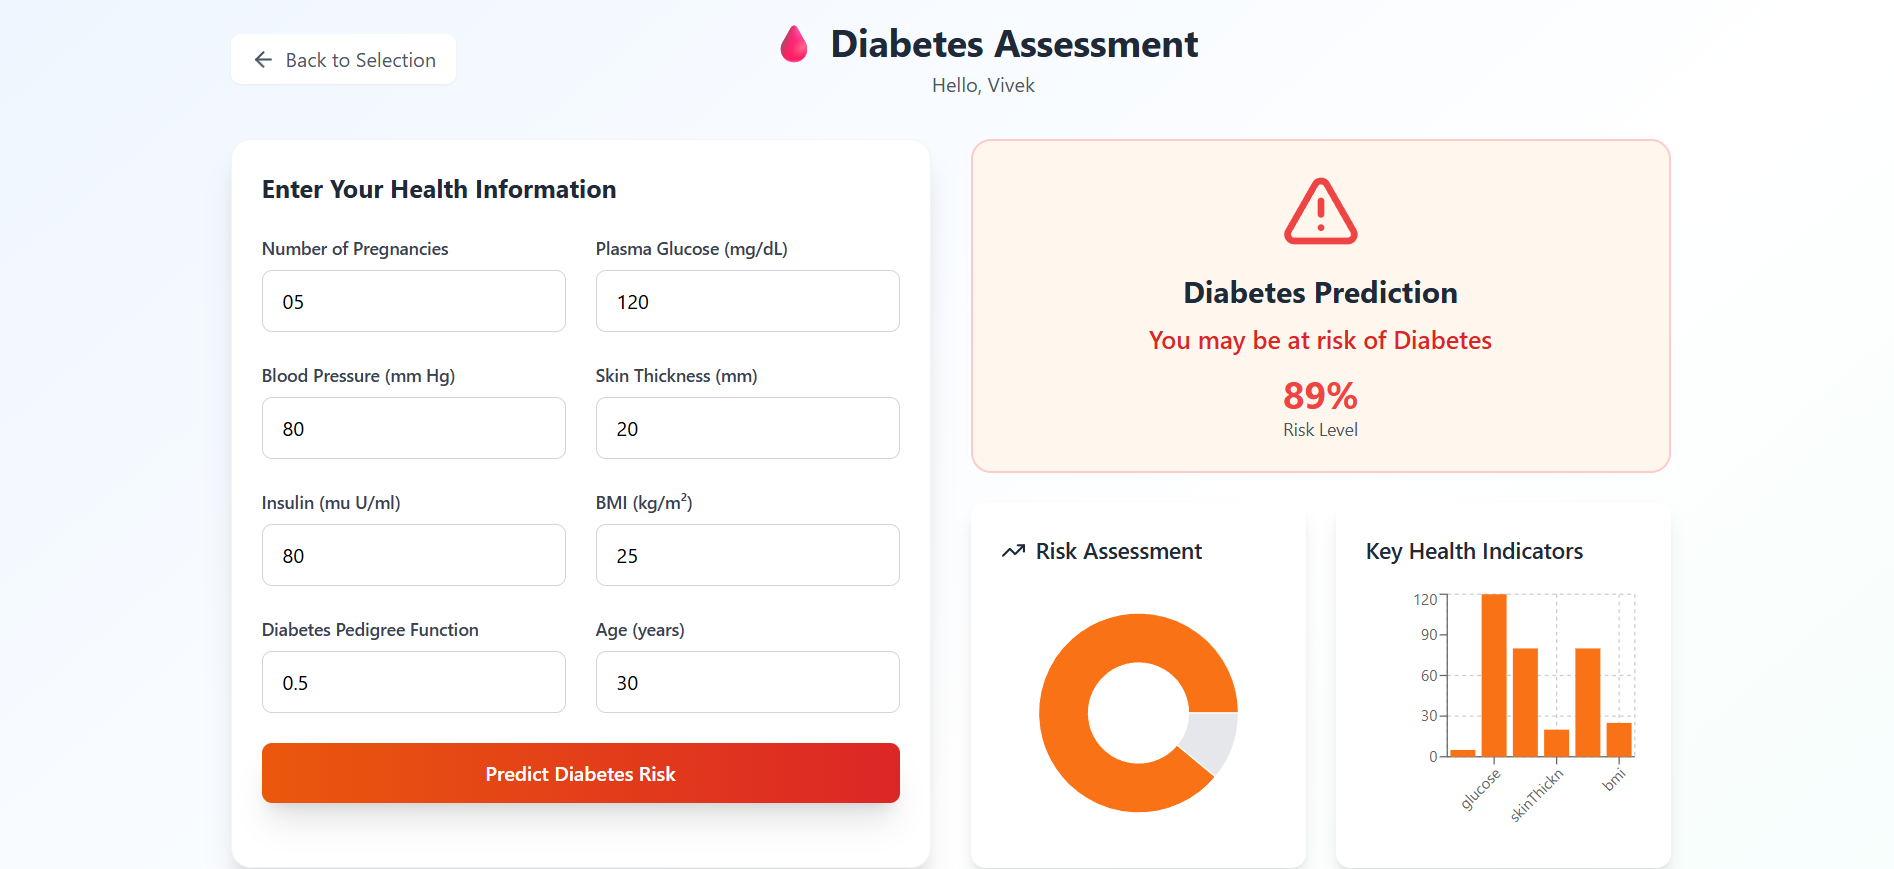 Back to Selection
Diabetes Assessment
Hello, Vivek
Enter Your Health Information
Number of Pregnancies
05
Plasma Glucose (mg/dL)
120
Blood Pressure (mm Hg)
80
Skin Thickness (mm)
20
Insulin (mu U/ml)
80
BMI (kg/m²)
25
Diabetes Pedigree Function
0.5
Age (years)
30
Predict Diabetes Risk
Diabetes Prediction
You may be at risk of Diabetes
89%
Risk Level
Risk Assessment
Key Health Indicators
120
90
60
30
0
glucose
skinThickn
bmi